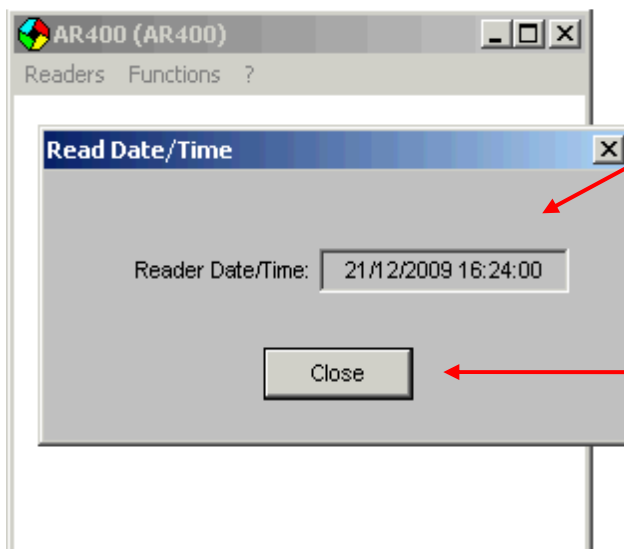 AR400 (AR400)
Readers Functions ?
Read Date/Time
Reader Date/Time: 21/12/2009 16:24:00
Close